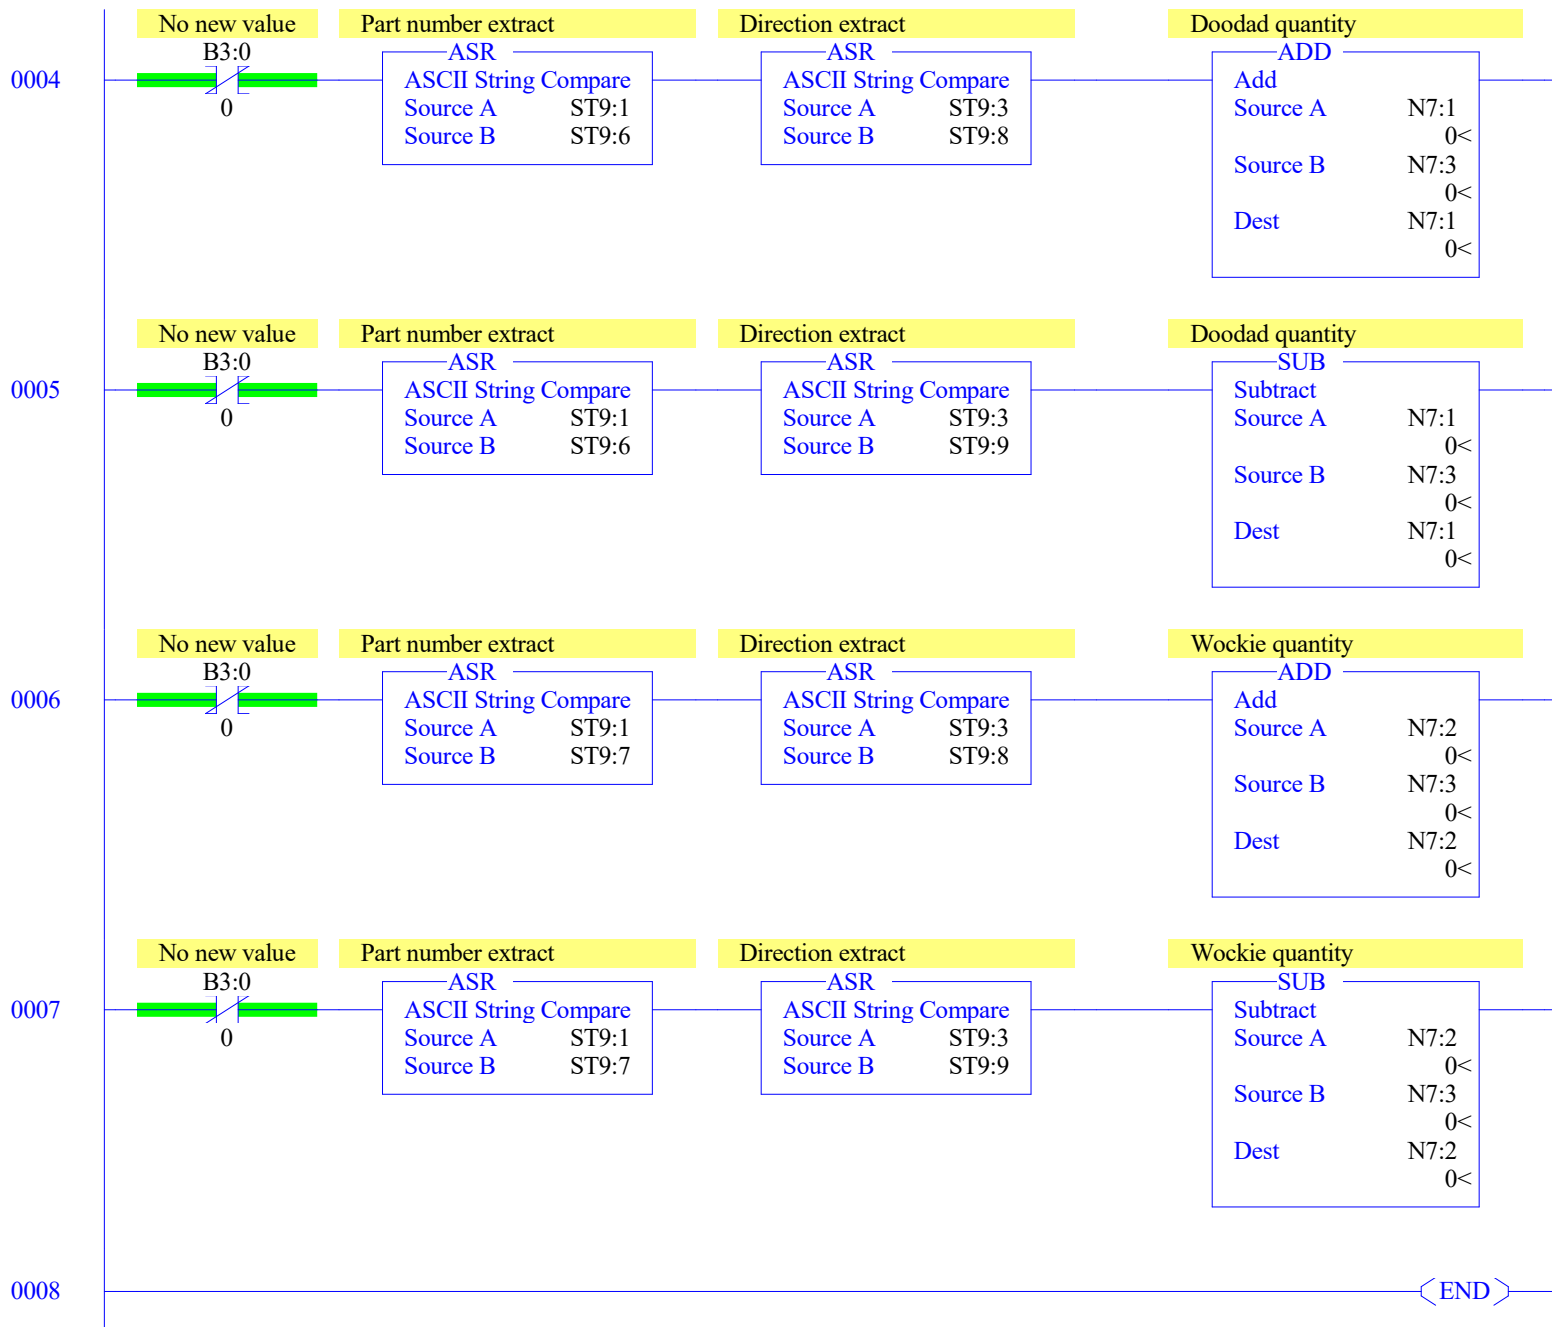 No new value Part number extract Direction extract Doodad quantity
B3:0 ASR ASR ADD
0004 ASCII String Compare ASCII String Compare Add
0 Source A ST9:1 Source A ST9:3 Source A N7:1
Source B ST9:6 Source B ST9:8 0<
Source B N7:3
0<
Dest N7:1
0<
No new value Part number extract Direction extract Doodad quantity
B3:0 ASR ASR SUB
0005 ASCII String Compare ASCII String Compare Subtract
0 Source A ST9:1 Source A ST9:3 Source A N7:1
Source B ST9:6 Source B ST9:9 0<
Source B N7:3
0<
Dest N7:1
0<
No new value Part number extract Direction extract Wockie quantity
B3:0 ASR ASR ADD
0006 ASCII String Compare ASCII String Compare Add
0 Source A ST9:1 Source A ST9:3 Source A N7:2
Source B ST9:7 Source B ST9:8 0<
Source B N7:3
0<
Dest N7:2
0<
No new value Part number extract Direction extract Wockie quantity
B3:0 ASR ASR SUB
0007 ASCII String Compare ASCII String Compare Subtract
0 Source A ST9:1 Source A ST9:3 Source A N7:2
Source B ST9:7 Source B ST9:9 0<
Source B N7:3
0<
Dest N7:2
0<
0008 END